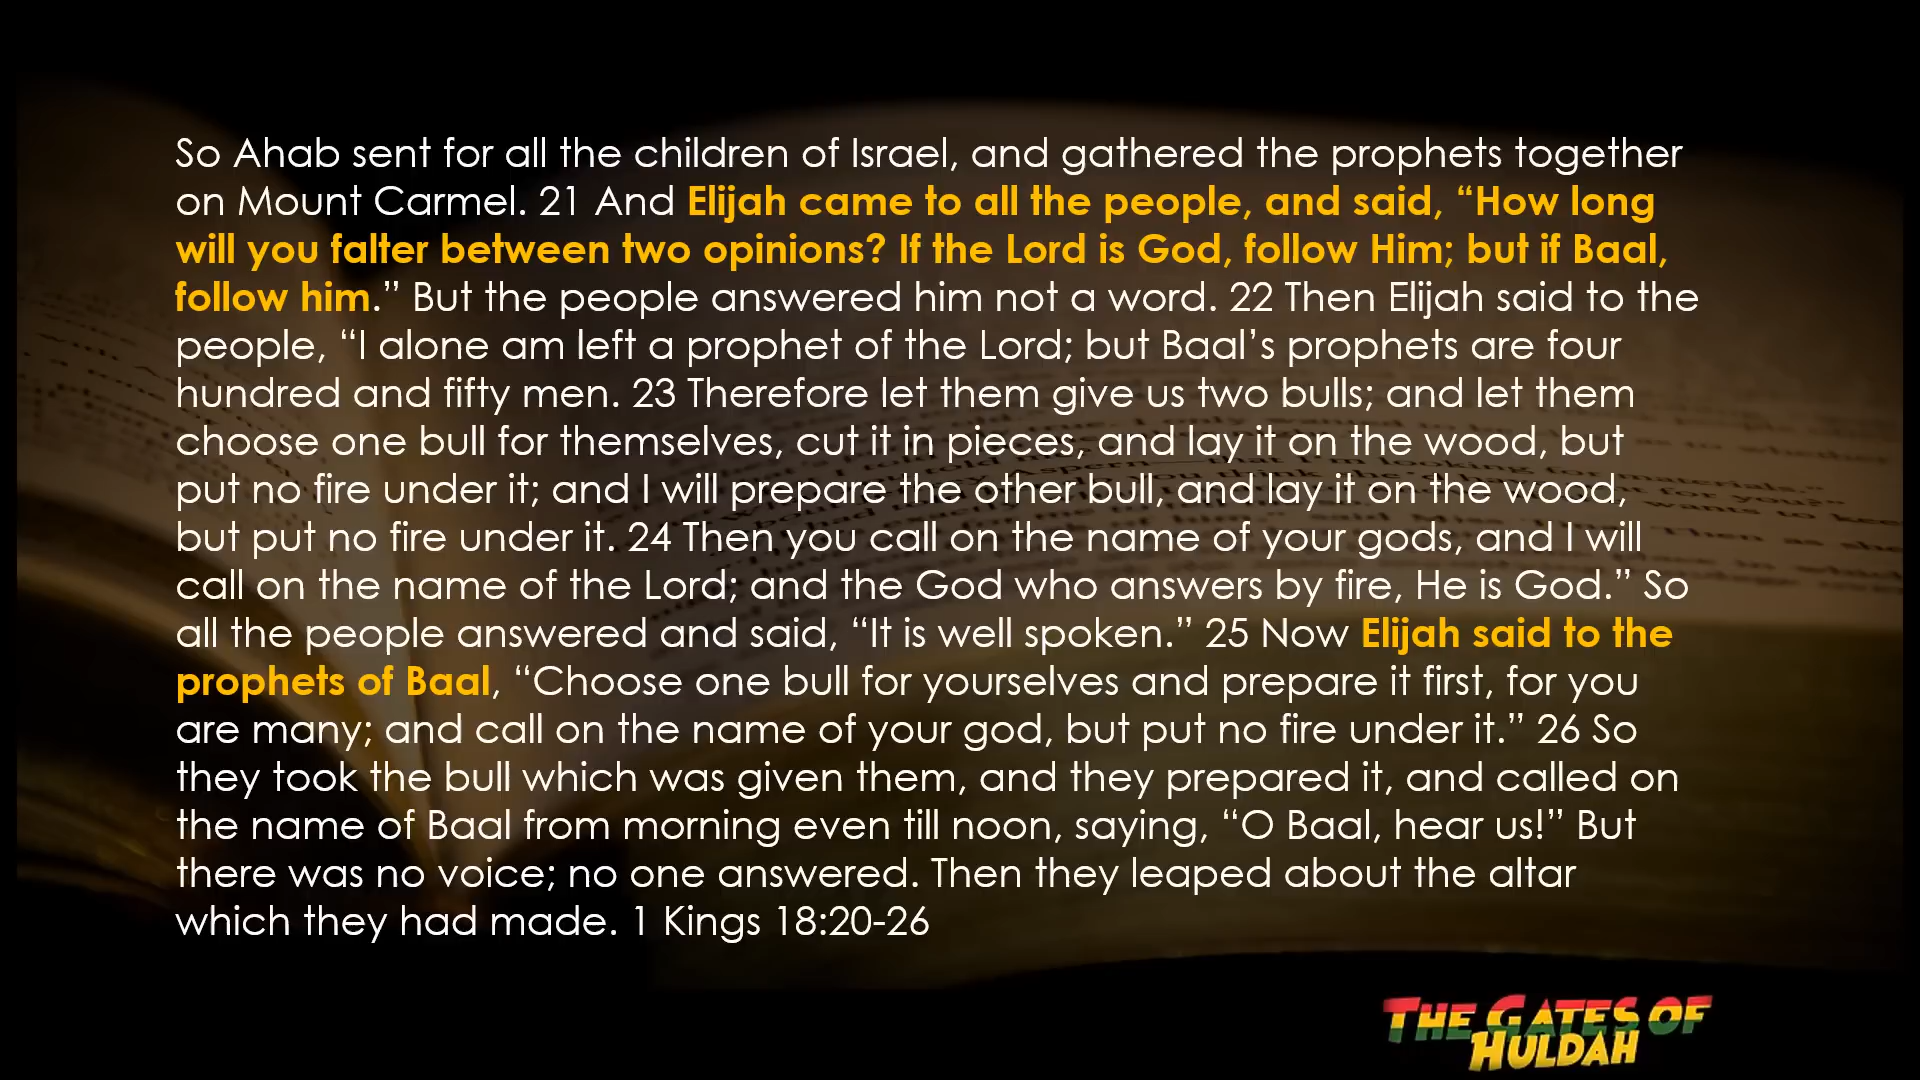 So Ahab sent for all the children of Israel, and gathered the prophets together
on Mount Carmel. 21 And Elijah came to all the people, and said, “How long
will you falter between two opinions? If the Lord is God, follow Him; but if Baal,
follow him.” But the people answered him not a word. 22 Then Elijah said to the
people, “I alone am left a prophet of the Lord; but Baal’s prophets are four
hundred and fifty men. 23 Therefore let them give us two bulls; and let them
choose one bull for themselves, cut it in pieces, and lay it on the wood, but
put no fire under it; and I will prepare the other bull, and lay it on the wood,
but put no fire under it. 24 Then you call on the name of your gods, and I will
call on the name of the Lord; and the God who answers by fire, He is God.” So
all the people answered and said, “It is well spoken.” 25 Now Elijah said to the
prophets of Baal, “Choose one bull for yourselves and prepare it first, for you
are many; and call on the name of your god, but put no fire under it.” 26 So
they took the bull which was given them, and they prepared it, and called on
the name of Baal from morning even till noon, saying, “O Baal, hear us!” But
there was no voice; no one answered. Then they leaped about the altar
which they had made. 1 Kings 18:20-26
THE GATES OF
HULDAH